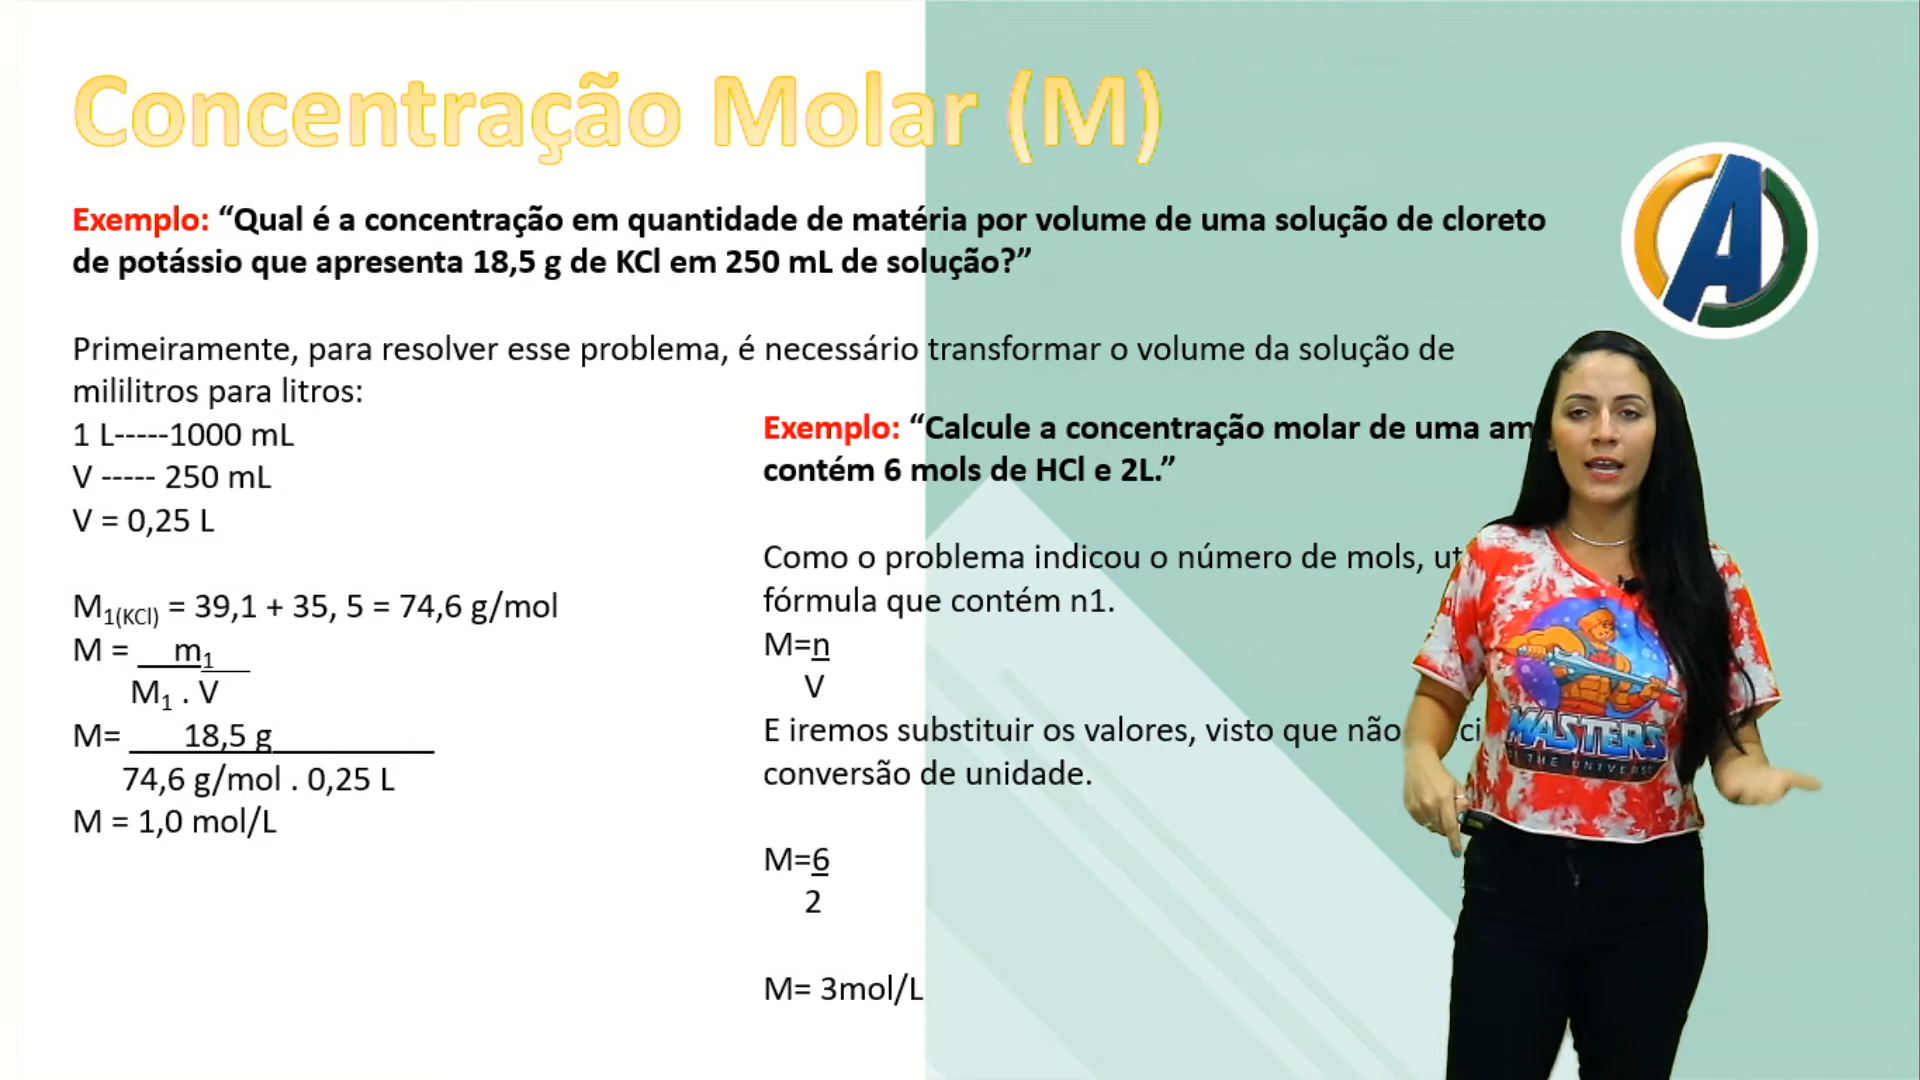 Concentração Molar (M)
Exemplo: “Qual é a concentração em quantidade de matéria por volume de uma solução de cloreto
de potássio que apresenta 18,5 g de KCl em 250 mL de solução?”
Primeiramente, para resolver esse problema, é necessário transformar o volume da solução de
mililitros para litros:
1 L-----1000 mL
V ----- 250 mL
V = 0,25 L
M1(KCl) = 39,1 + 35, 5 = 74,6 g/mol
M = m1
M1 . V
M= 18,5 g
74,6 g/mol . 0,25 L
M = 1,0 mol/L
Exemplo: “Calcule a concentração molar de uma
contém 6 mols de HCl e 2L.”
Como o problema indicou o número de mols,
fórmula que contém n1.
M=n
V
E iremos substituir os valores, visto que não
conversão de unidade.
M=6
2
M= 3mol/L
A
MASTERS
THE UNIVERSE